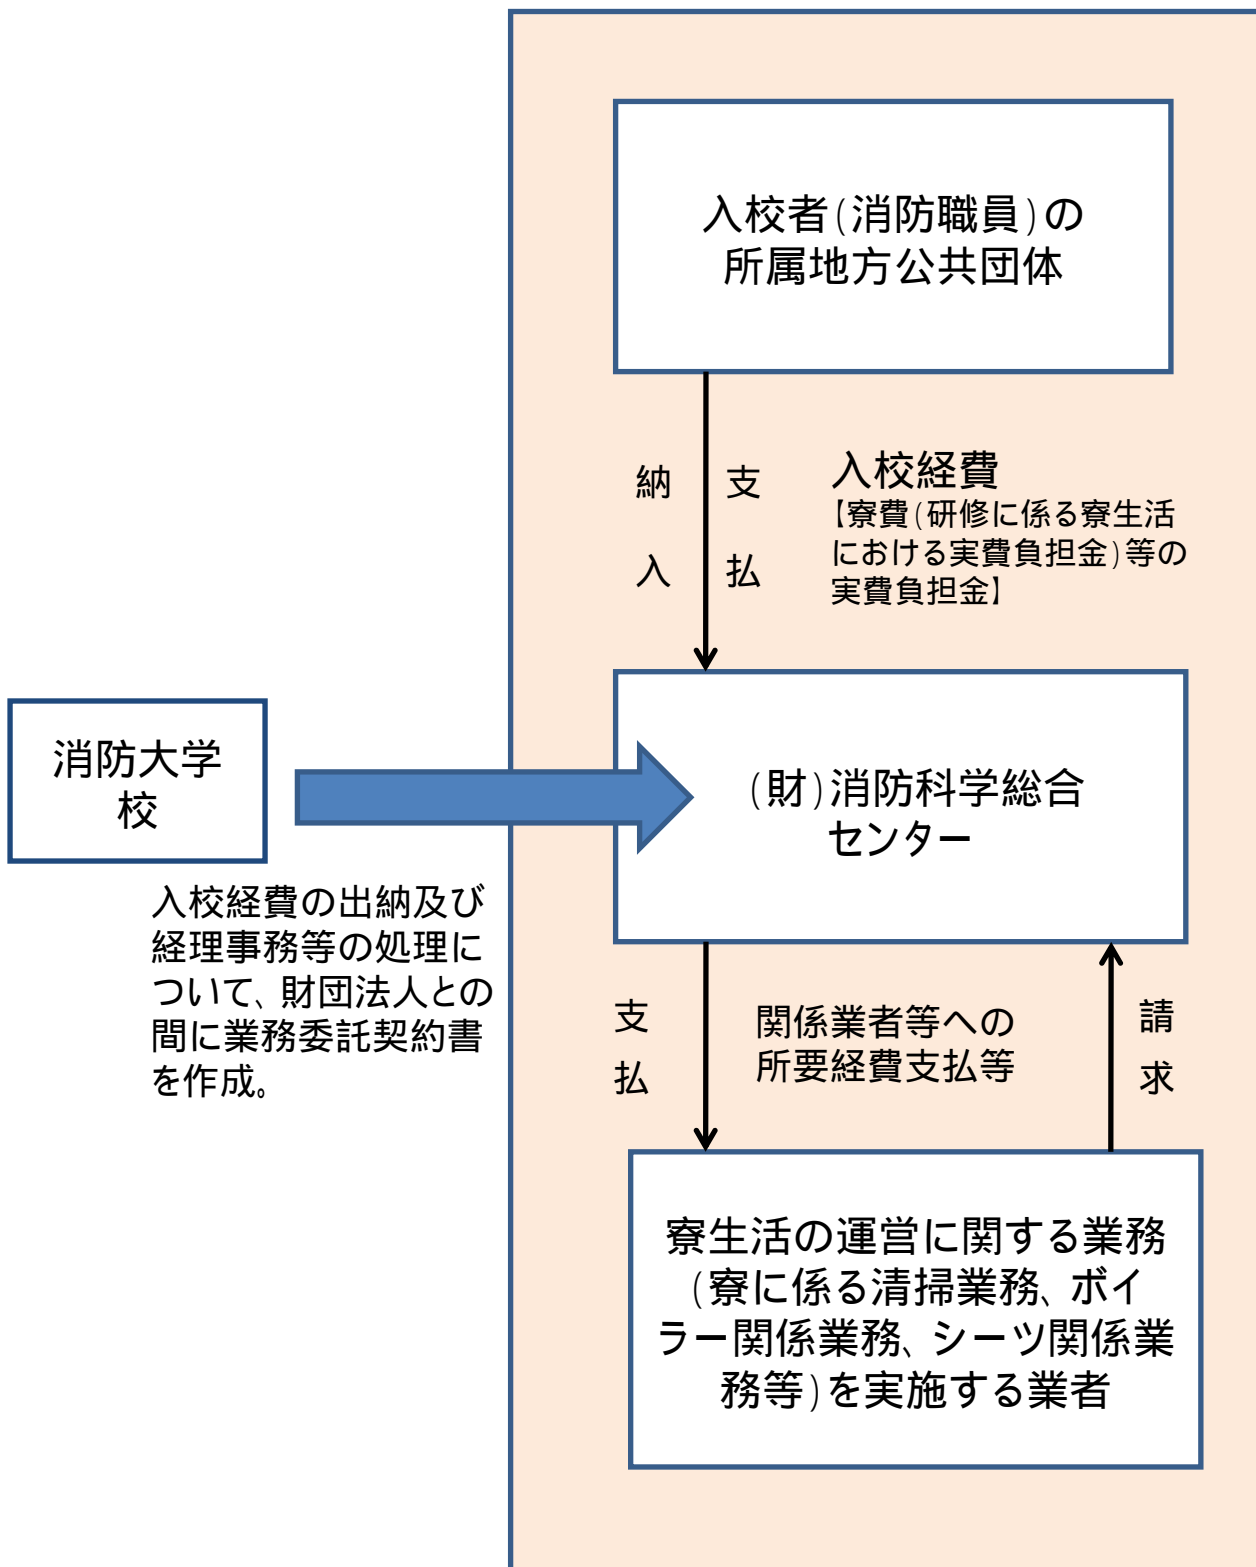 入校者(消防職員)の
所属地方公共団体
納入
支払
入校経費
【寮費(研修に係る寮生活
における実費負担金)等の
実費負担金】
消防大学
校
(財)消防科学総合
センター
入校経費の出納及び
経理事務等の処理に
ついて、財団法人との
間に業務委託契約書
を作成。
支払
関係業者等への
所要経費支払等
請求
寮生活の運営に関する業務
(寮に係る清掃業務、ボイ
ラー関係業務、シーツ関係業
務等)を実施する業者